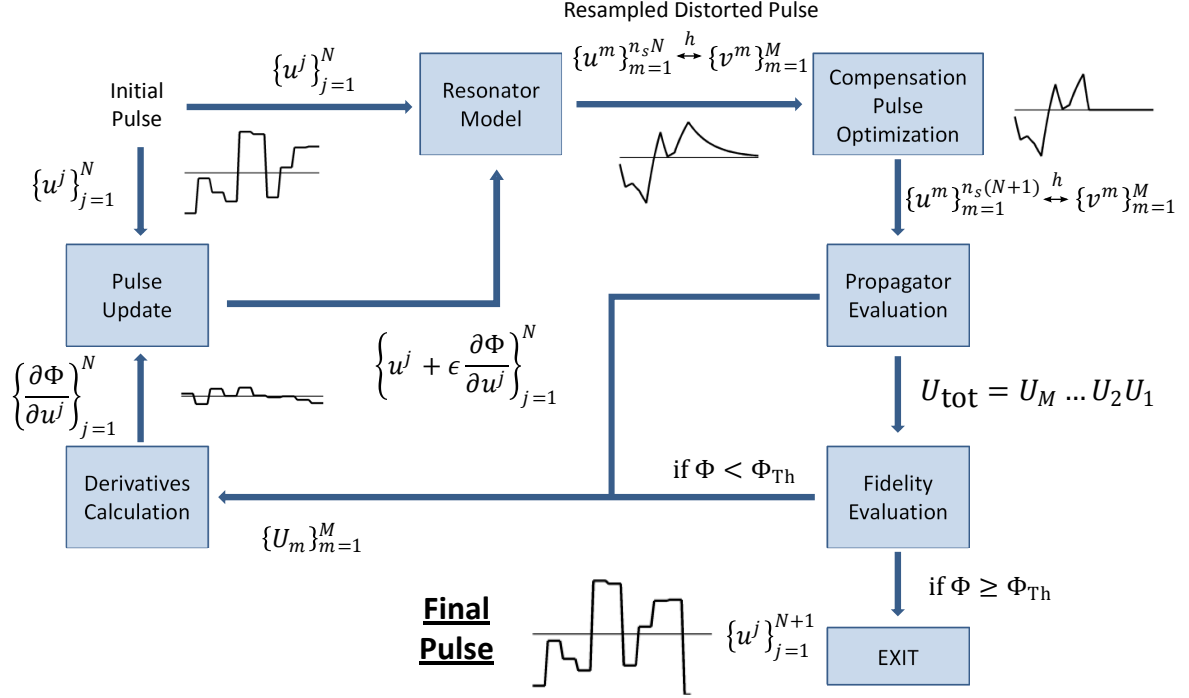 Resampled Distorted Pulse
{u^j}_{j=1}^N
{u^m}_{m=1}^{n_s N} \overset{h}{↔} {v^m}_{m=1}^M
Initial
Pulse
Resonator
Model
Compensation
Pulse
Optimization
{u^j}_{j=1}^N
{u^m}_{m=1}^{n_s(N+1)} \overset{h}{↔} {v^m}_{m=1}^M
Pulse
Update
Propagator
Evaluation
{∂Φ/∂u^j}_{j=1}^N
{u^j + ϵ ∂Φ/∂u^j}_{j=1}^N
U_tot = U_M … U_2U_1
Derivatives
Calculation
if Φ < Φ_Th
Fidelity
Evaluation
{U_m}_{m=1}^M
if Φ ≥ Φ_Th
Final
Pulse
{u^j}_{j=1}^{N+1}
EXIT